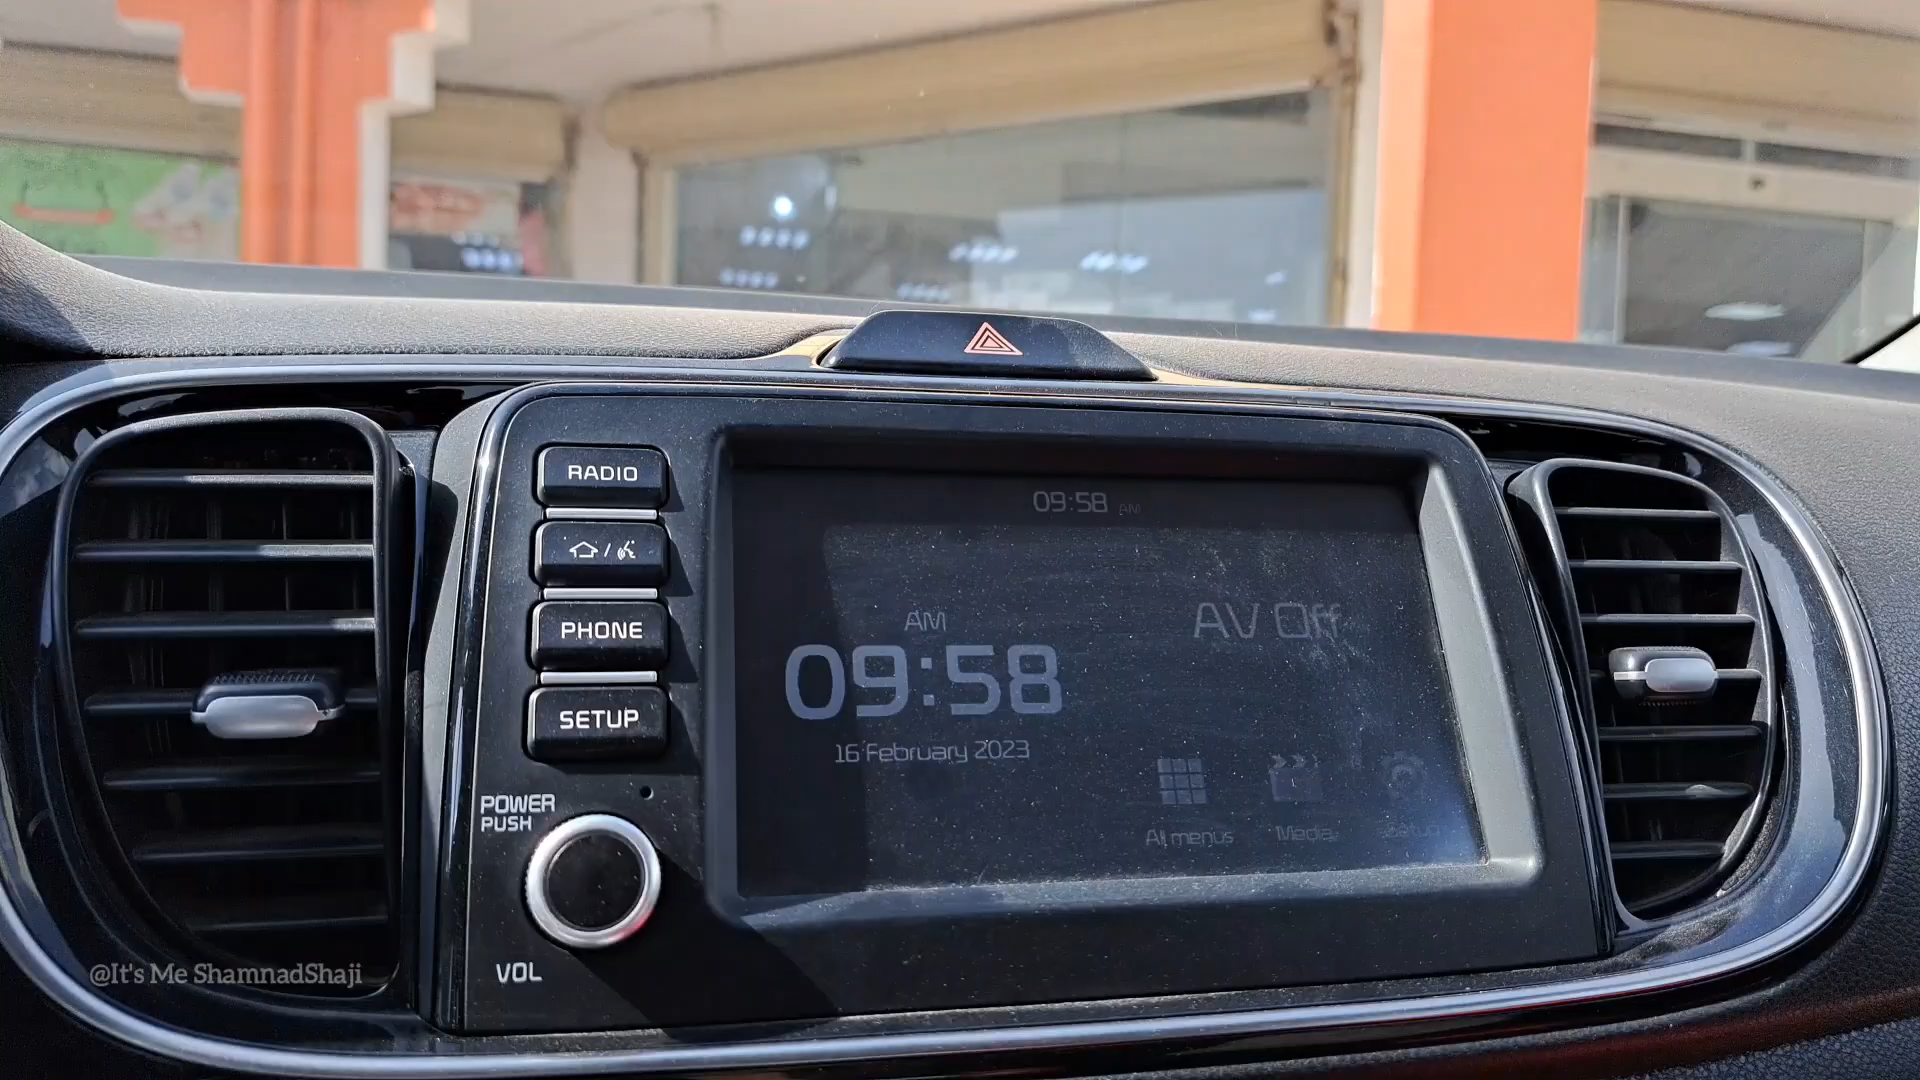 RADIO
PHONE
SETUP
POWER
PUSH
VOL
09:58 AM
AM
09:58
16 February 2023
AV Off
All menus
Media
Setup
@It's Me ShamnadShaji